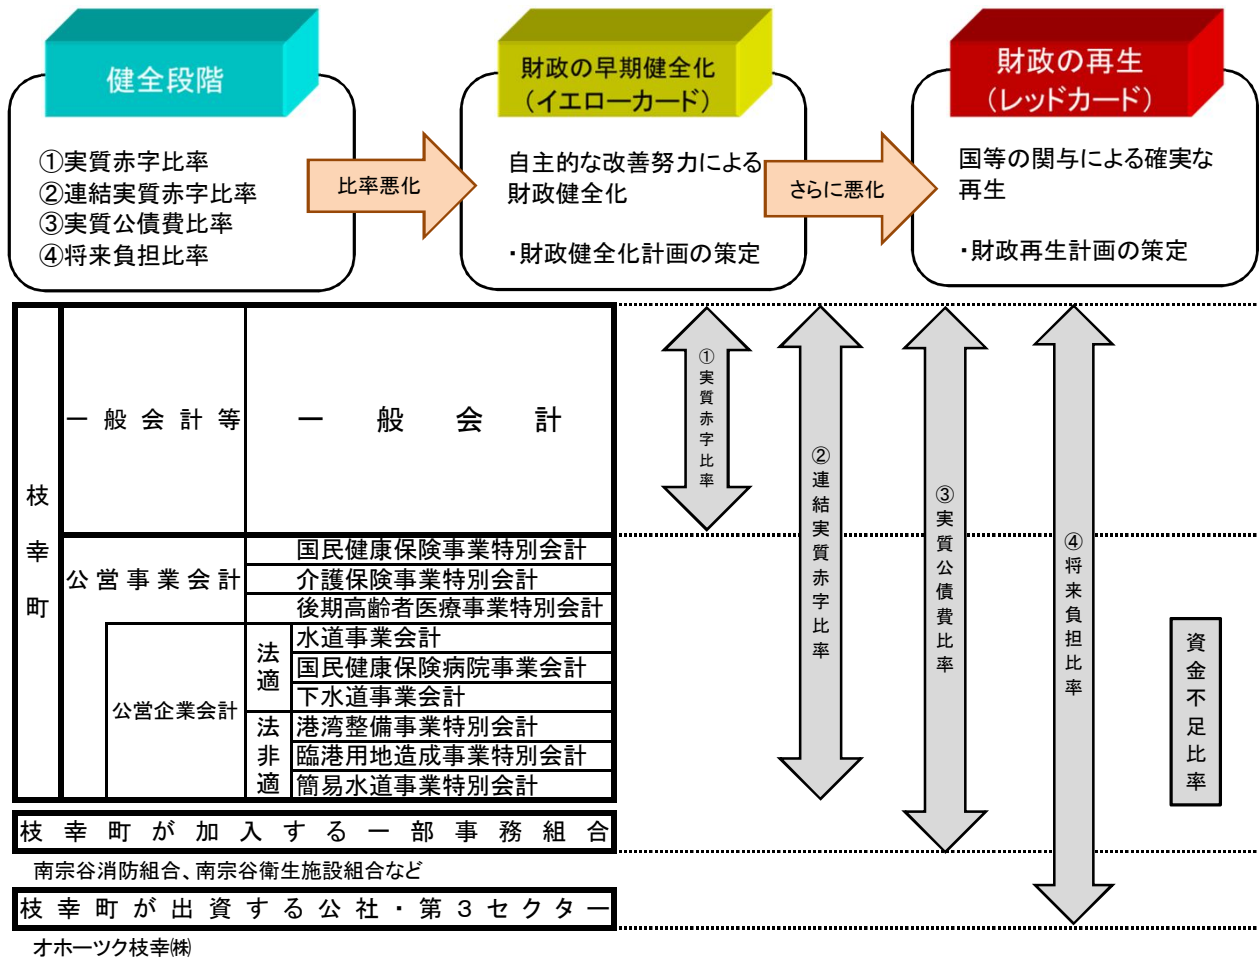 健全段階
①実質赤字比率
②連結実質赤字比率
③実質公債費比率
④将来負担比率
比率悪化
財政の早期健全化
（イエローカード）
自主的な改善努力による
財政健全化
・財政健全化計画の策定
さらに悪化
財政の再生
（レッドカード）
国等の関与による確実な
再生
・財政再生計画の策定
枝幸町
一般会計等
一般会計
公営事業会計
国民健康保険事業特別会計
介護保険事業特別会計
後期高齢者医療事業特別会計
公営企業会計
法適
水道事業会計
国民健康保険病院事業会計
下水道事業会計
法非適
港湾整備事業特別会計
臨港用地造成事業特別会計
簡易水道事業特別会計
枝幸町が加入する一部事務組合
南宗谷消防組合、南宗谷衛生施設組合など
枝幸町が出資する公社・第３セクター
オホーツク枝幸㈱
①実質赤字比率
②連結実質赤字比率
③実質公債費比率
④将来負担比率
資金不足比率